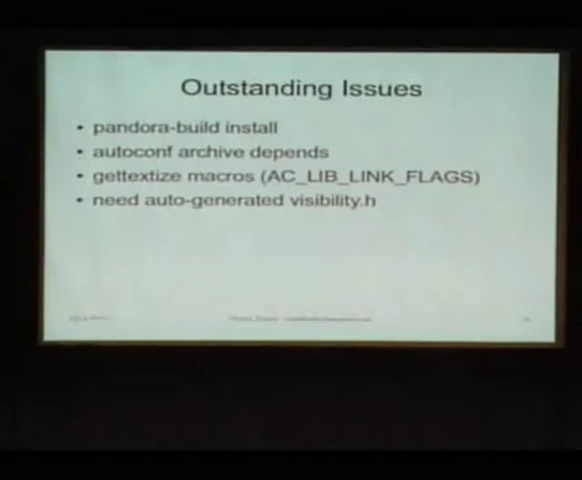 Outstanding Issues
• pandora-build install
• autoconf archive depends
• gettextize macros (AC_LIB_LINK_FLAGS)
• need auto-generated visibility.h